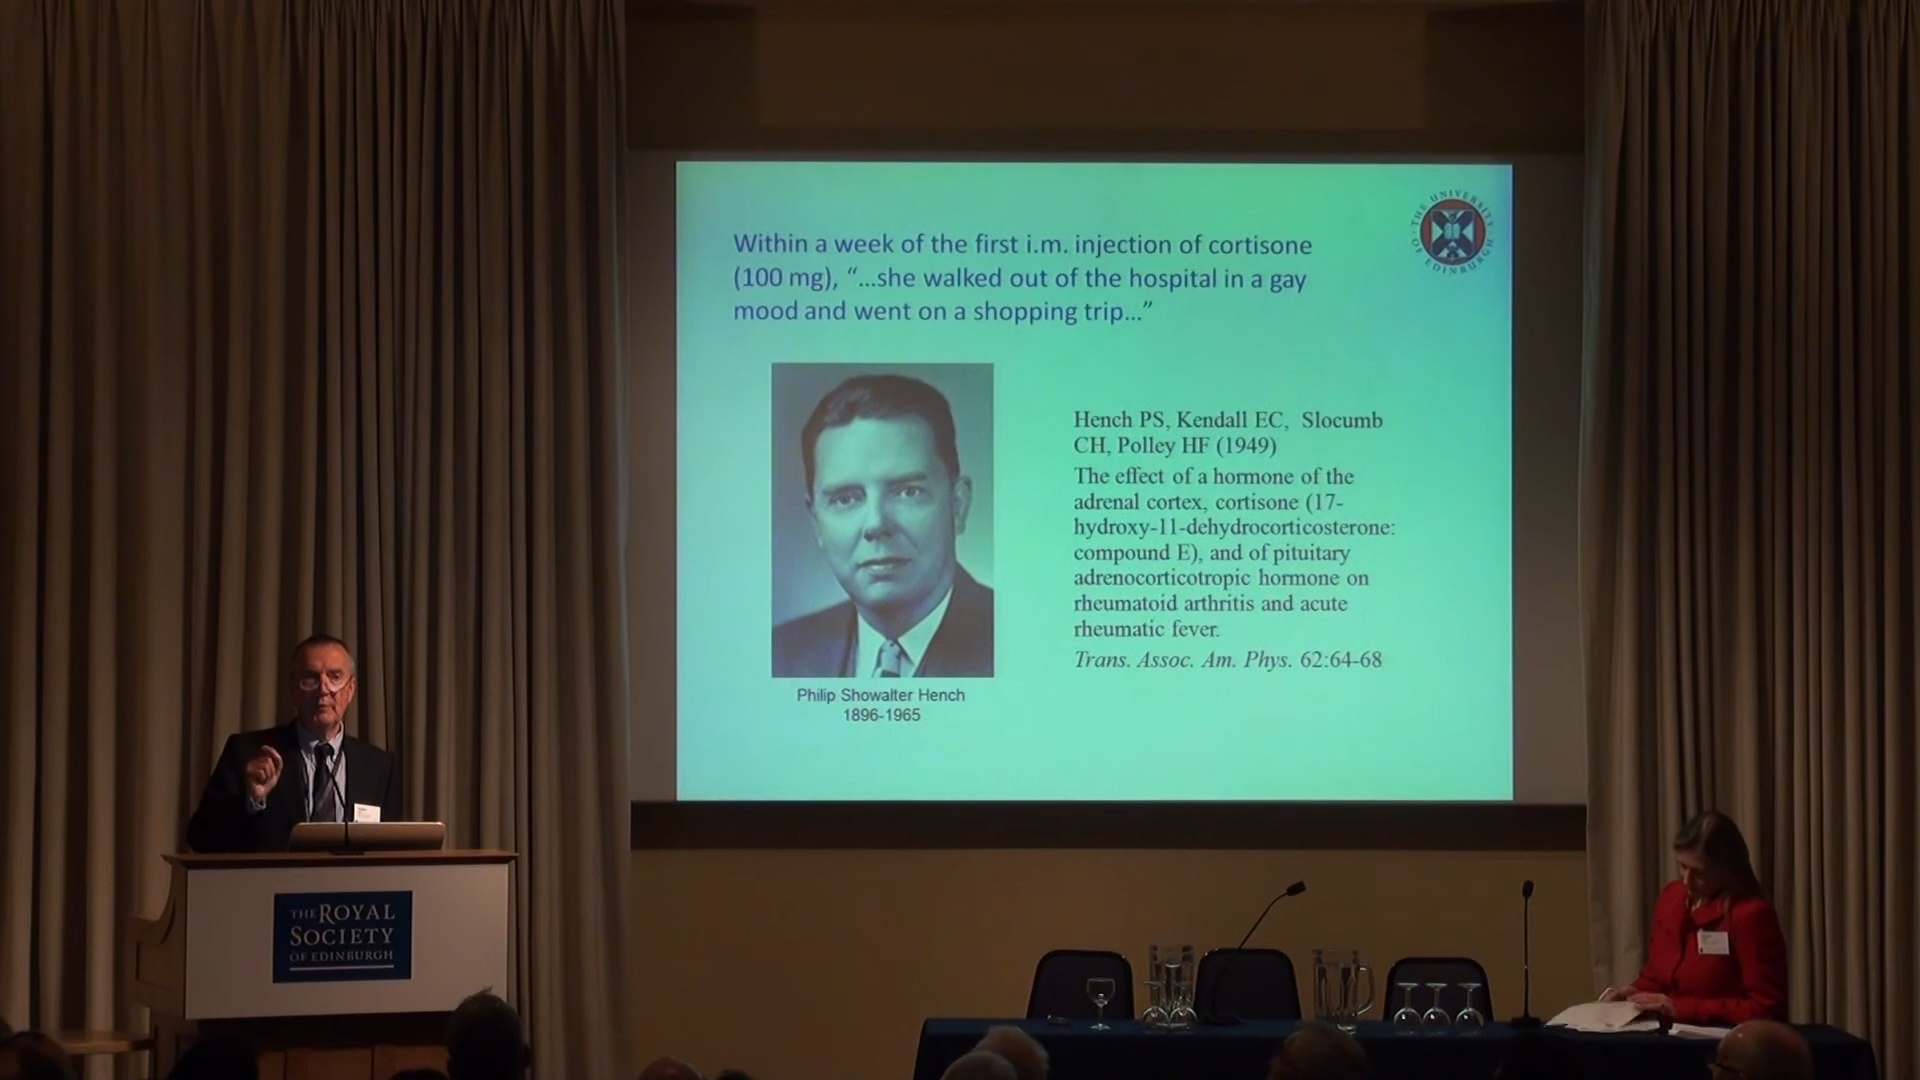 Within a week of the first i.m. injection of cortisone
(100 mg), “...she walked out of the hospital in a gay
mood and went on a shopping trip...”
THE UNIVERSITY
OF EDINBURGH
Hench PS, Kendall EC,  Slocumb
CH, Polley HF (1949)
The effect of a hormone of the
adrenal cortex, cortisone (17-
hydroxy-11-dehydrocorticosterone:
compound E), and of pituitary
adrenocorticotropic hormone on
rheumatoid arthritis and acute
rheumatic fever.
Trans. Assoc. Am. Phys. 62:64-68
Philip Showalter Hench
1896-1965
THE ROYAL
SOCIETY
OF EDINBURGH